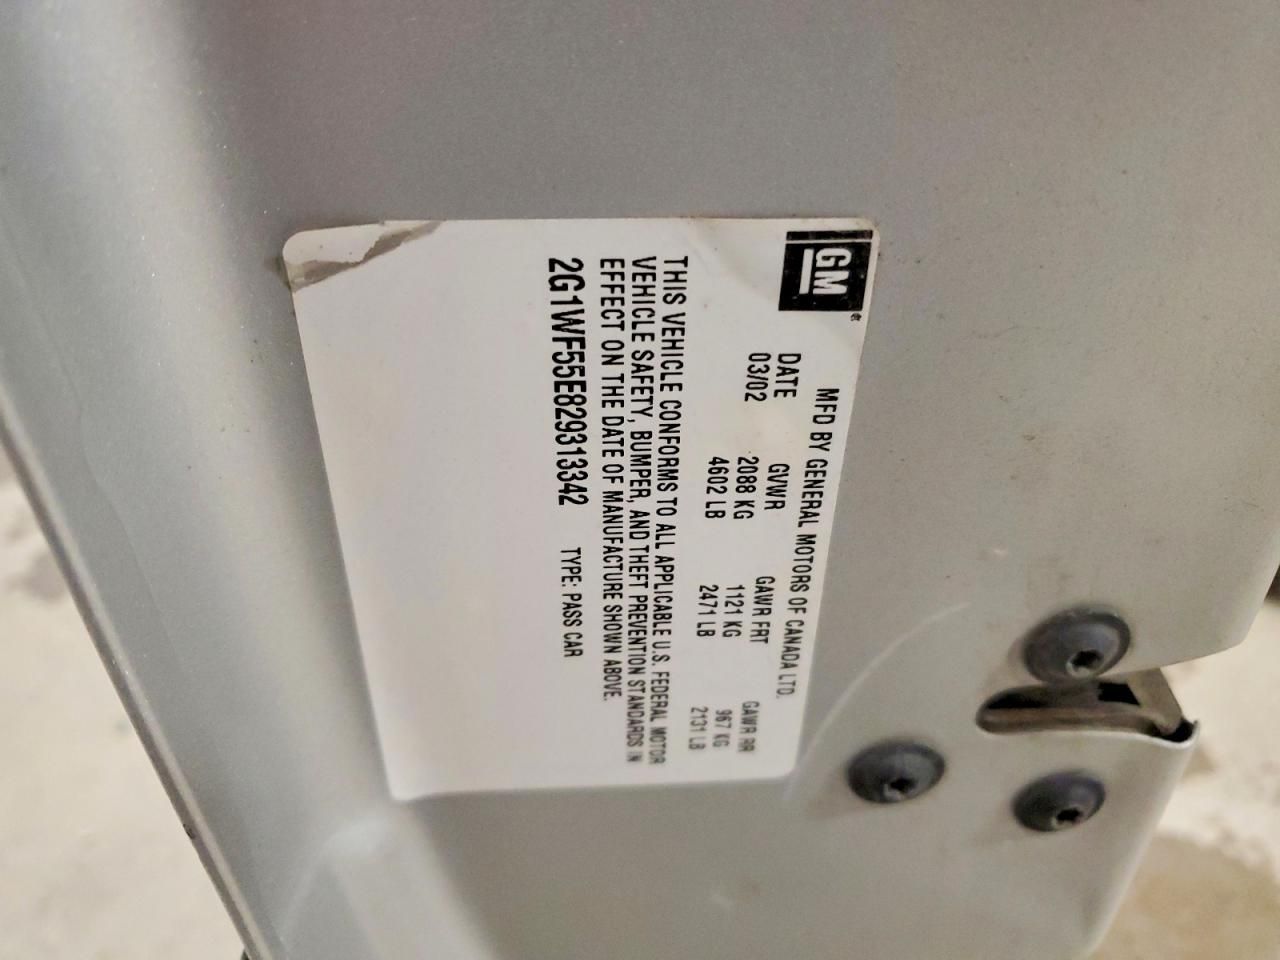 GM
MFD BY GENERAL MOTORS OF CANADA LTD.
DATE GVWR GAWR FRT GAWR RR
03/02 2088 KG 1121 KG 967 KG
4602 LB 2471 LB 2131 LB
THIS VEHICLE CONFORMS TO ALL APPLICABLE U.S. FEDERAL MOTOR
VEHICLE SAFETY, BUMPER, AND THEFT PREVENTION STANDARDS IN
EFFECT ON THE DATE OF MANUFACTURE SHOWN ABOVE.
2G1WF55E829313342 TYPE: PASS CAR